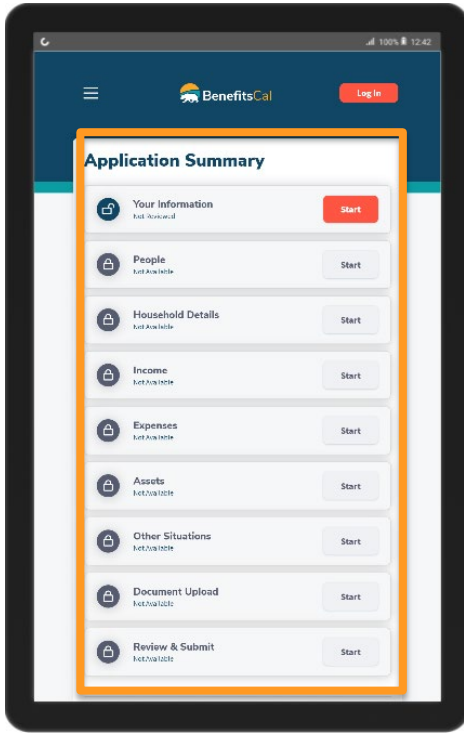 100% 12:42
BenefitsCal
Log In
Application Summary
Your Information
Not Reviewed
Start
People
Not Available
Start
Household Details
Not Available
Start
Income
Not Available
Start
Expenses
Not Available
Start
Assets
Not Available
Start
Other Situations
Not Available
Start
Document Upload
Not Available
Start
Review & Submit
Not Available
Start